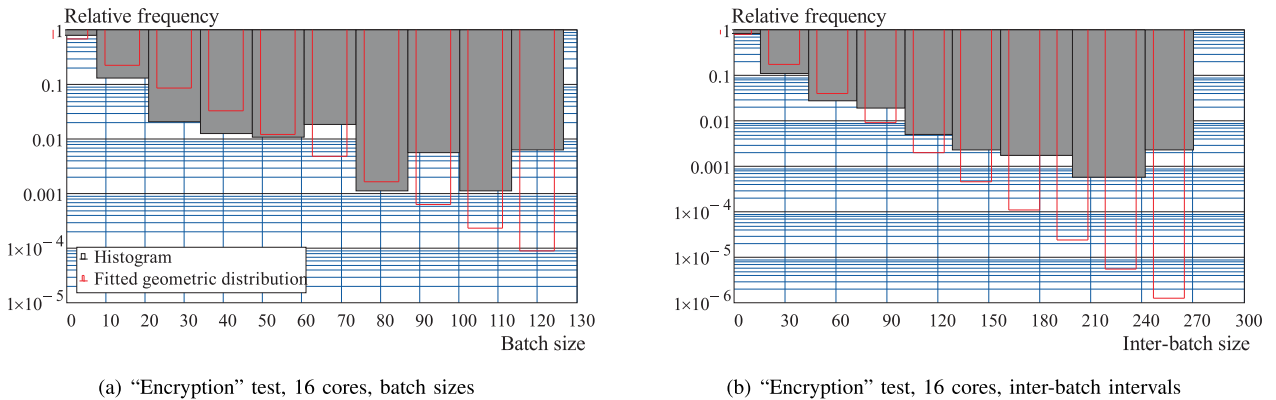 Relative frequency
1
0.1
0.01
0.001
1×10⁻⁴
1×10⁻⁵
Histogram
Fitted geometric distribution
0 10 20 30 40 50 60 70 80 90 100 110 120 130
Batch size
(a) “Encryption” test, 16 cores, batch sizes
Relative frequency
1
0.1
0.01
0.001
1×10⁻⁴
1×10⁻⁵
1×10⁻⁶
0 30 60 90 120 150 180 210 240 270 300
Inter-batch size
(b) “Encryption” test, 16 cores, inter-batch intervals